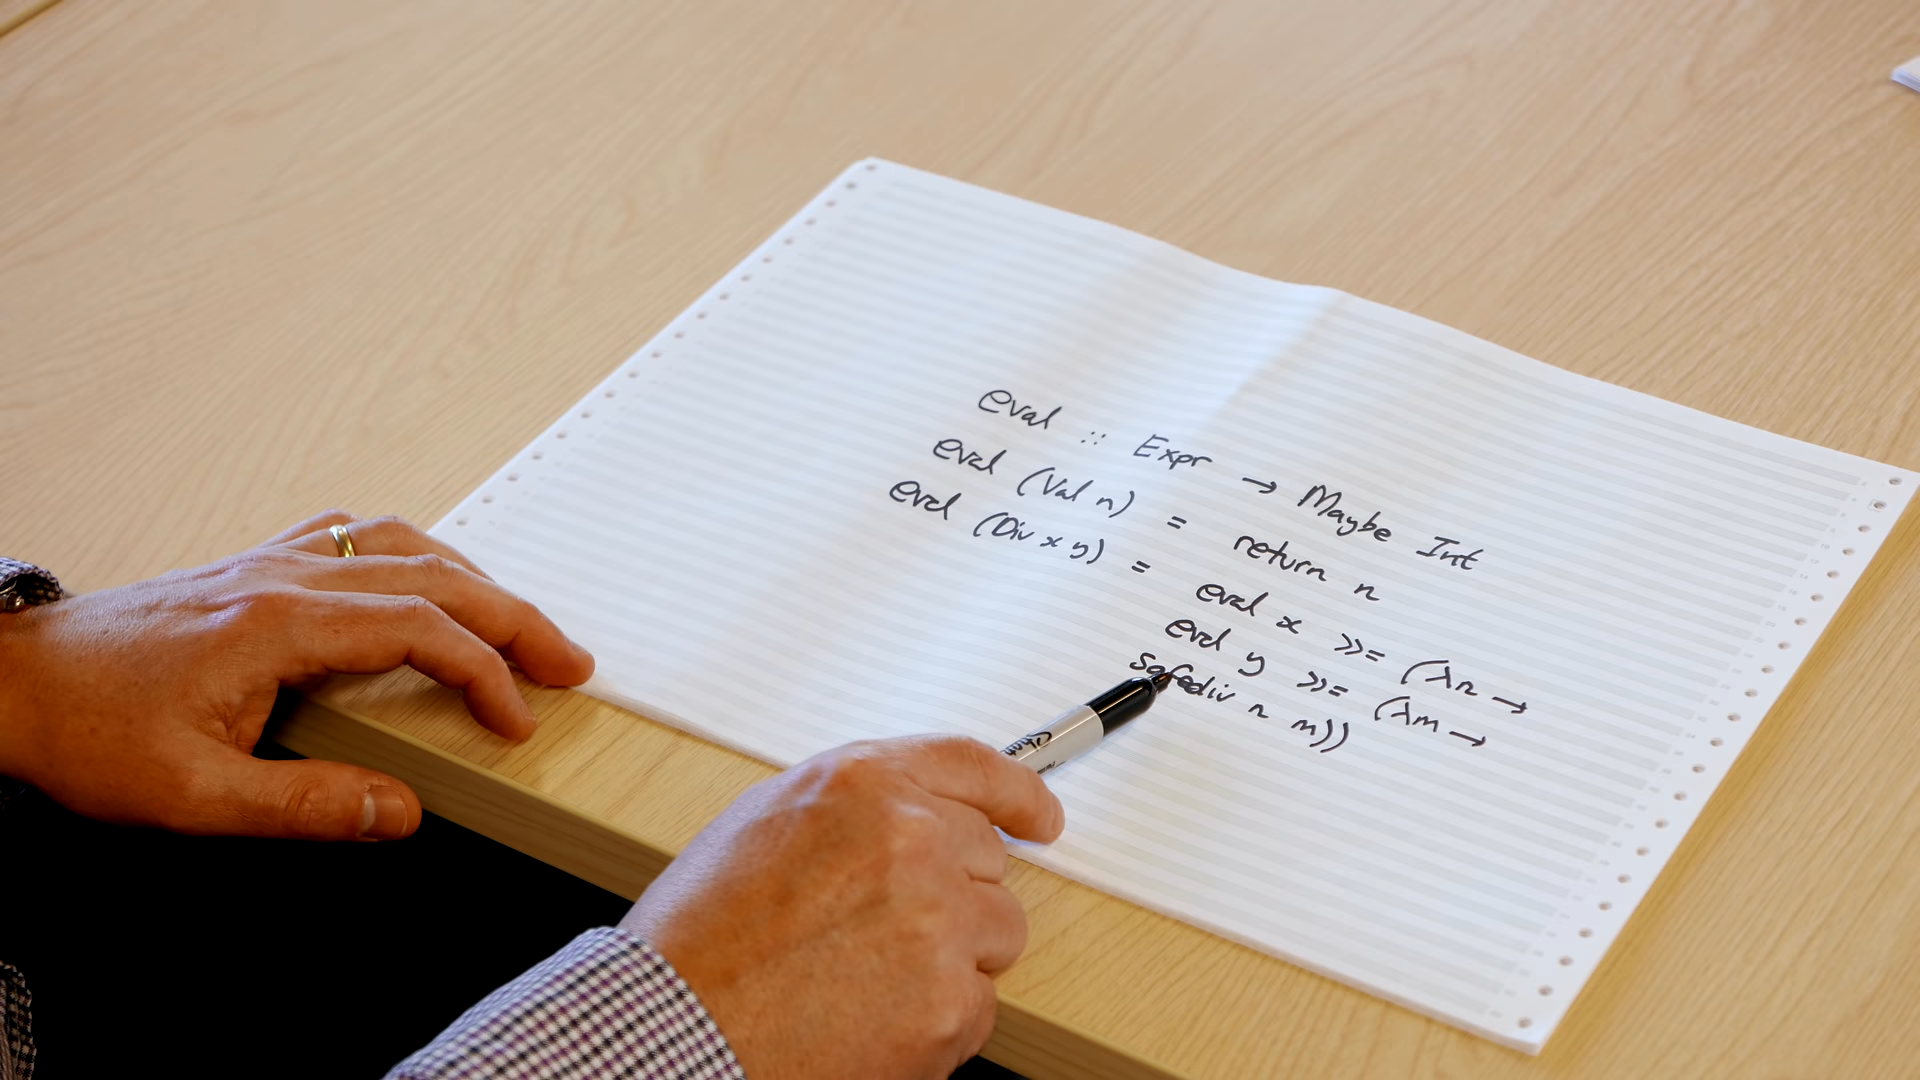 eval :: Expr → Maybe Int
eval (Val n) = return n
eval (Div x y) = eval x >>= (λn →
eval y >>= (λm →
safediv n m))